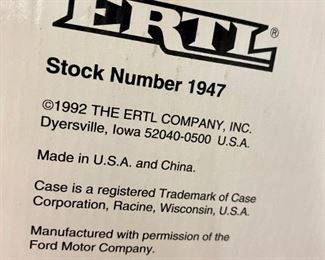 ERTL®
Stock Number 1947
©1992 THE ERTL COMPANY, INC.
Dyersville, Iowa 52040-0500 U.S.A.
Made in U.S.A. and China.
Case is a registered Trademark of Case
Corporation, Racine, Wisconsin, U.S.A.
Manufactured with permission of the
Ford Motor Company.